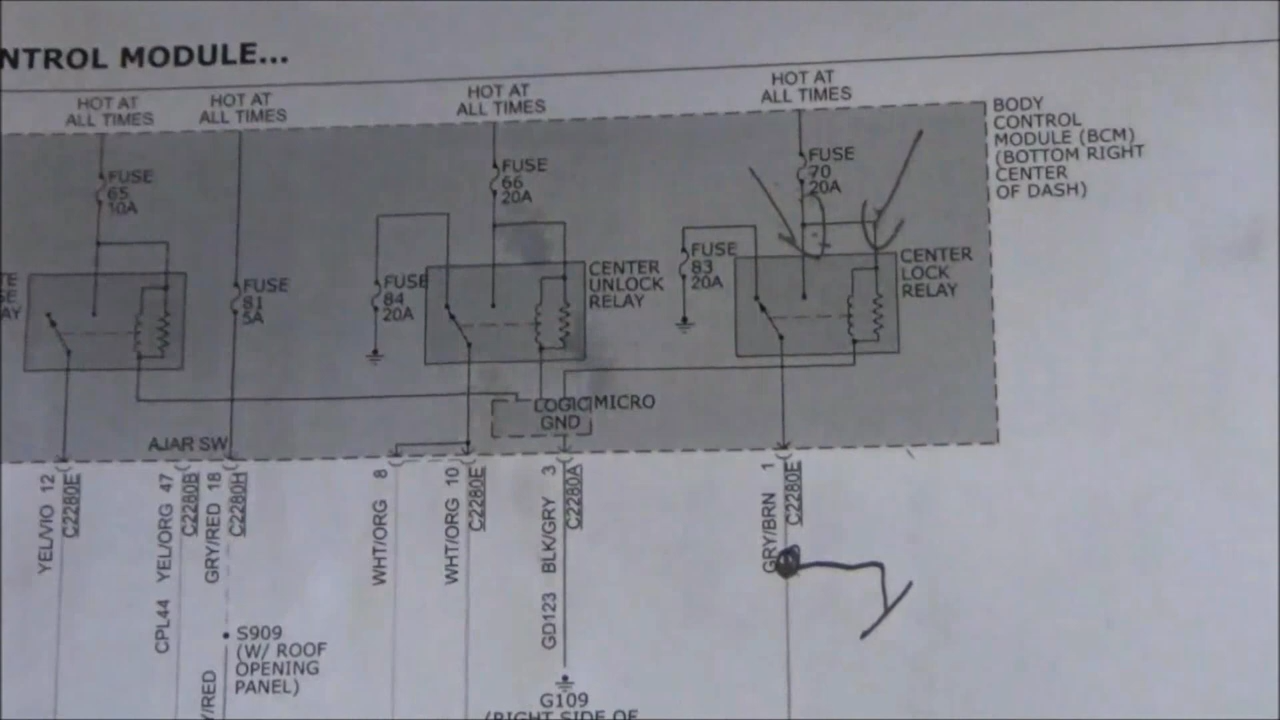 NTROL MODULE...
HOT AT
ALL TIMES
HOT AT
ALL TIMES
HOT AT
ALL TIMES
HOT AT
ALL TIMES
BODY
CONTROL
MODULE (BCM)
(BOTTOM RIGHT
CENTER
OF DASH)
FUSE
65
10A
FUSE
81
5A
FUSE
66
20A
FUSE
84
20A
CENTER
UNLOCK
RELAY
FUSE
70
20A
FUSE
83
20A
CENTER
LOCK
RELAY
LOGIC
GND
MICRO
AJAR SW
YEL/VIO 12
C2280E
CPL44 YEL/ORG 47
C2280B
GRY/RED 18
C2280H
WHT/ORG 8
WHT/ORG 10
C2280E
GD123 BLK/GRY 3
C2280A
GRY/BRN 1
C2280E
S909
(W/ ROOF
OPENING
PANEL)
Y/RED
G109
(RIGHT SIDE OF